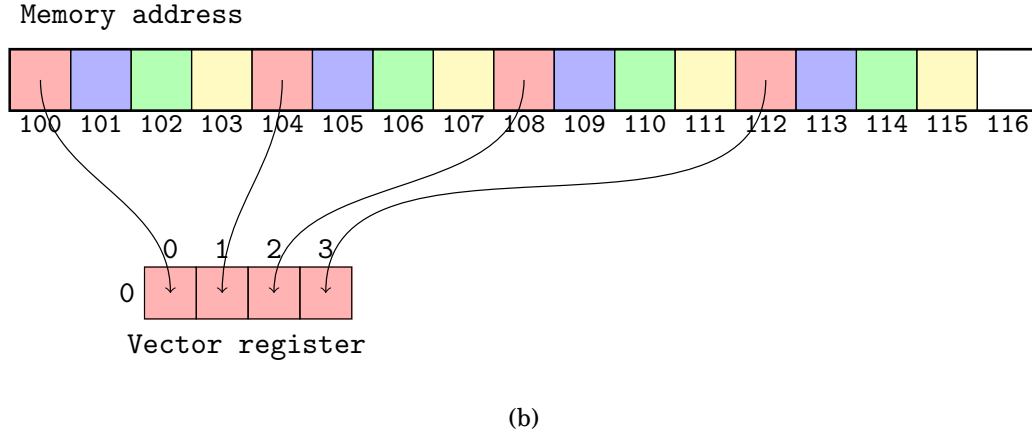 Memory address
100 101 102 103 104 105 106 107 108 109 110 111 112 113 114 115 116
0 1 2 3
0
Vector register
(b)